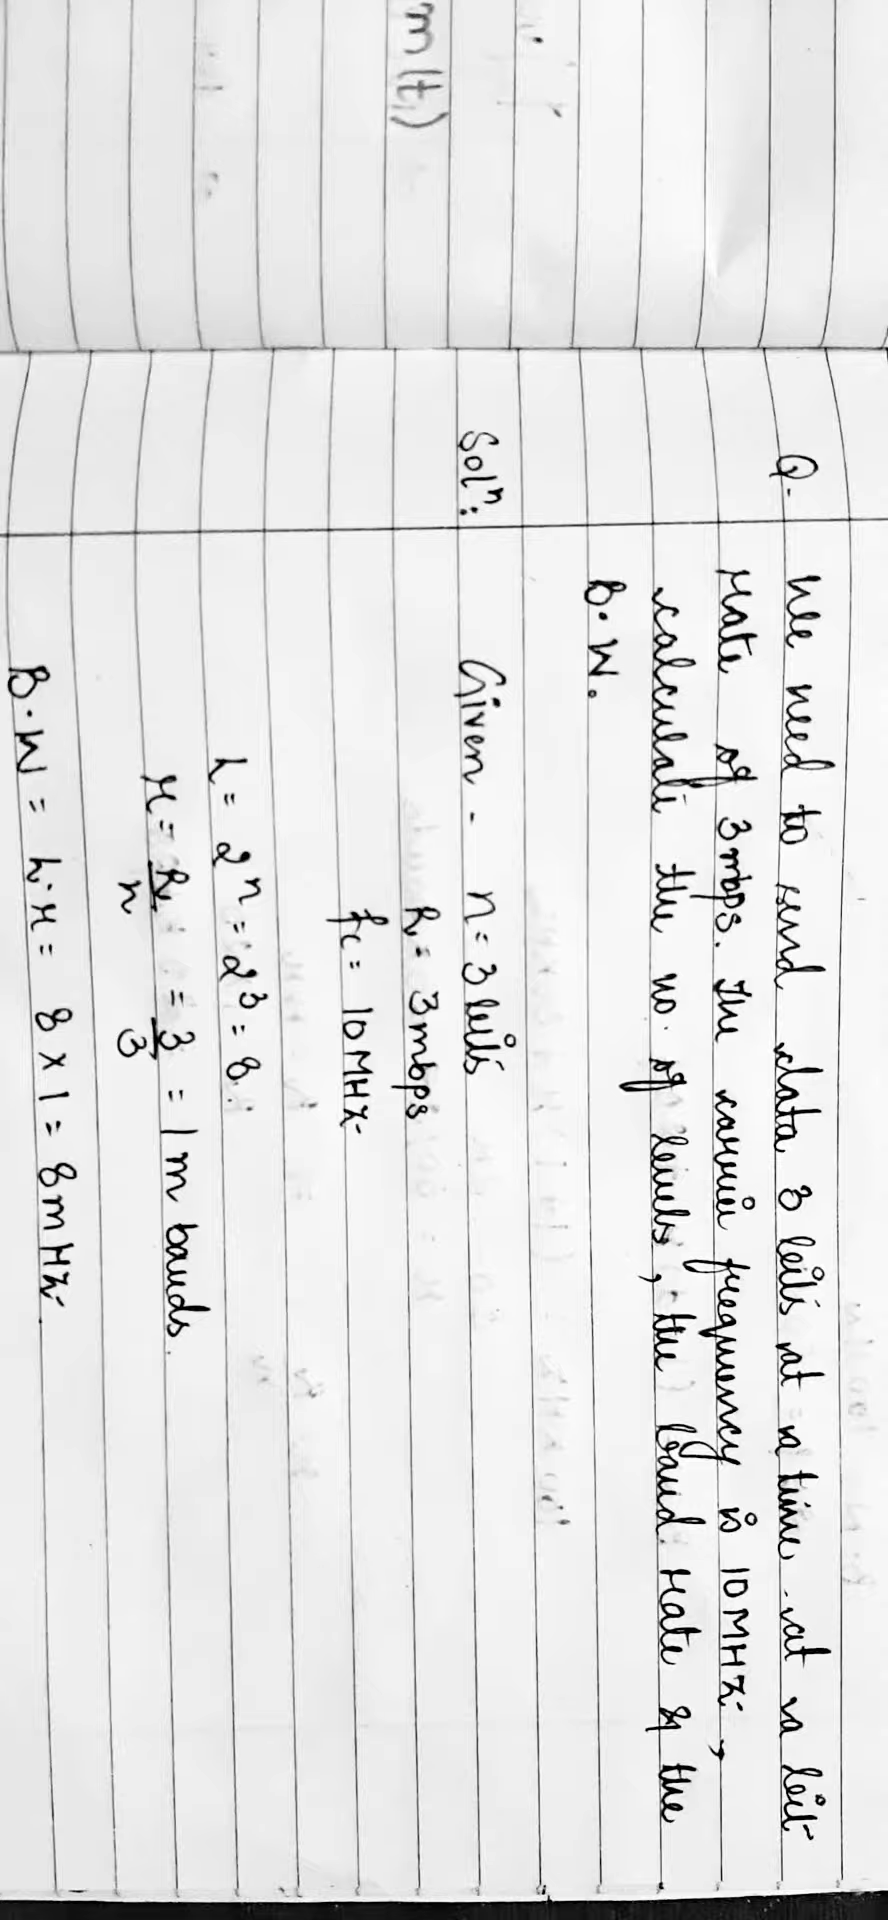 m(t,)
Q. We need to send data 3 bits at a time at a bit
rate of 3mbps. The carrier frequency is 10MHz,
calculate the no. of levels, the baud rate & the
B.W.
Solⁿ: Given - n = 3 bits
R = 3mbps
fc = 10MHz
L = 2ⁿ = 2³ = 8.
r = R/n = 3/3 = 1 m bauds.
B.W = L.r = 8 x 1 = 8mHz